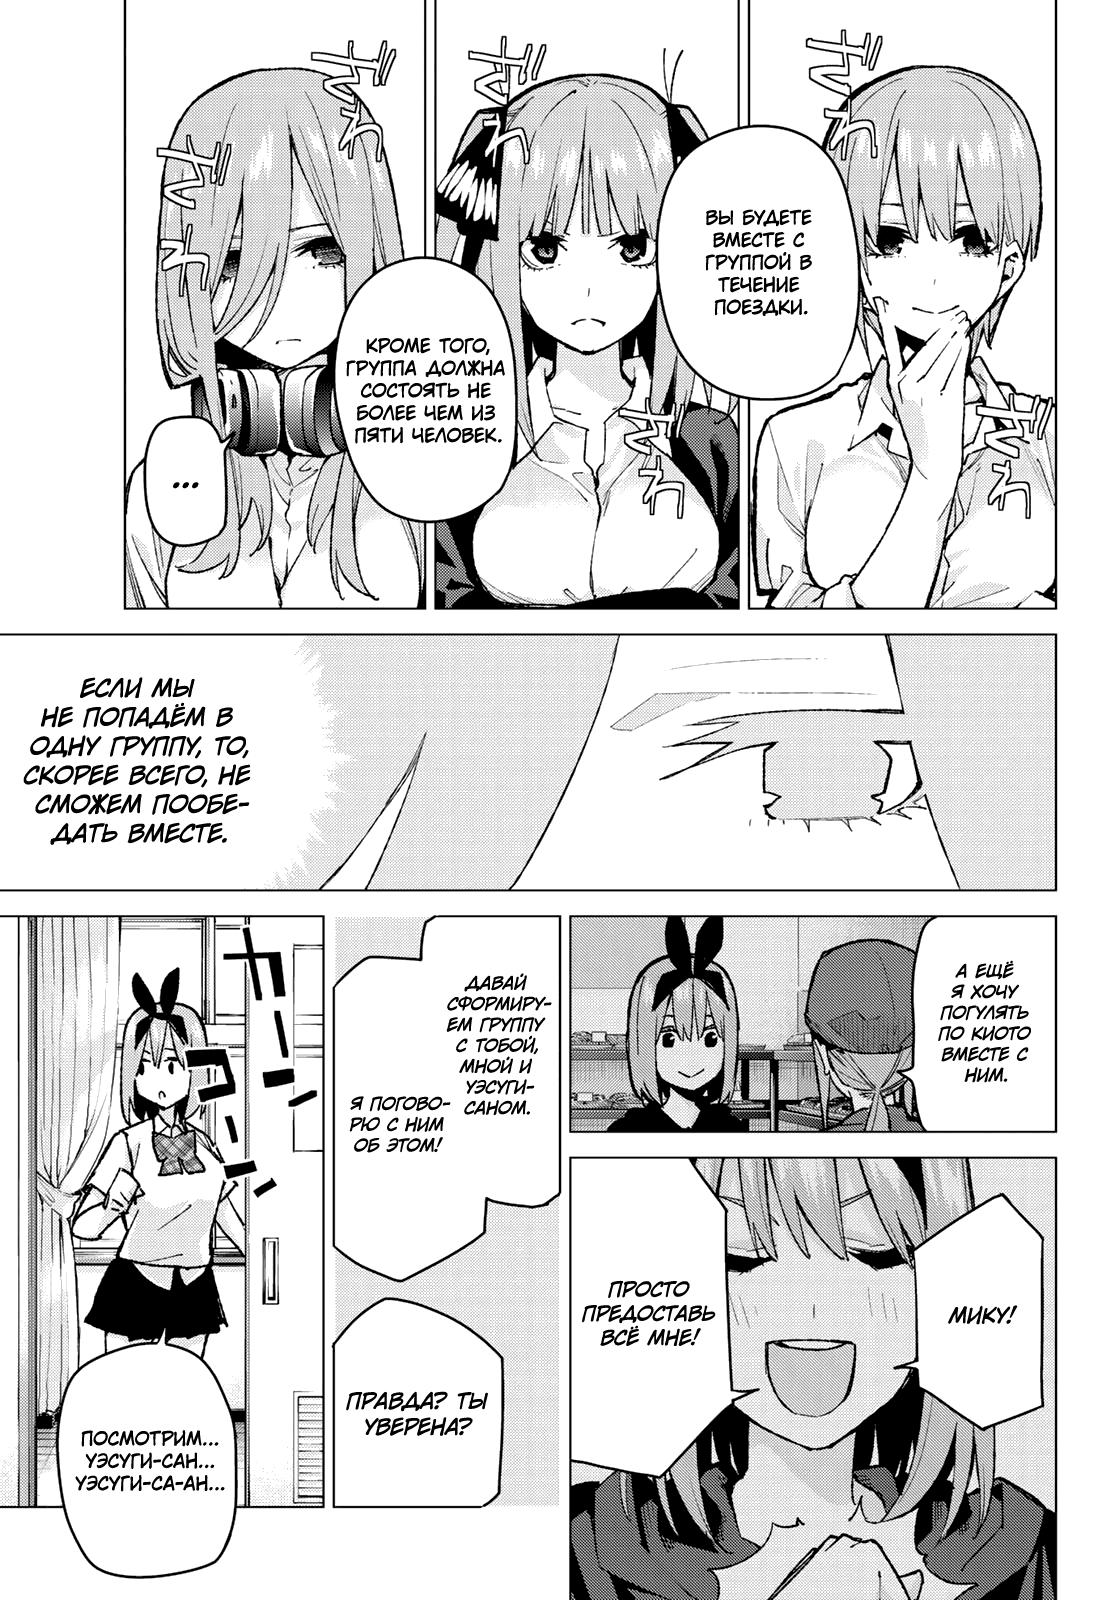 ВЫ БУДЕТЕ
ВМЕСТЕ С
ГРУППОЙ В
ТЕЧЕНИЕ
ПОЕЗДКИ.
КРОМЕ ТОГО,
ГРУППА ДОЛЖНА
СОСТОЯТЬ НЕ
БОЛЕЕ ЧЕМ ИЗ
ПЯТИ ЧЕЛОВЕК.
...
ЕСЛИ МЫ
НЕ ПОПАДЁМ В
ОДНУ ГРУППУ, ТО,
СКОРЕЕ ВСЕГО, НЕ
СМОЖЕМ ПООБЕ-
ДАТЬ ВМЕСТЕ.
А ЕЩЁ
Я ХОЧУ
ПОГУЛЯТЬ
ПО КИОТО
ВМЕСТЕ С
НИМ.
МИКУ!
ПРОСТО
ПРЕДОСТАВЬ
ВСЁ МНЕ!
ДАВАЙ
СФОРМИРУ-
ЕМ ГРУППУ
С ТОБОЙ,
МНОЙ И
УЭСУГИ-
САНОМ.
Я ПОГОВО-
РЮ С НИМ
ОБ ЭТОМ!
ПРАВДА? ТЫ
УВЕРЕНА?
ПОСМОТРИМ...
УЭСУГИ-САН...
УЭСУГИ-СА-АН...